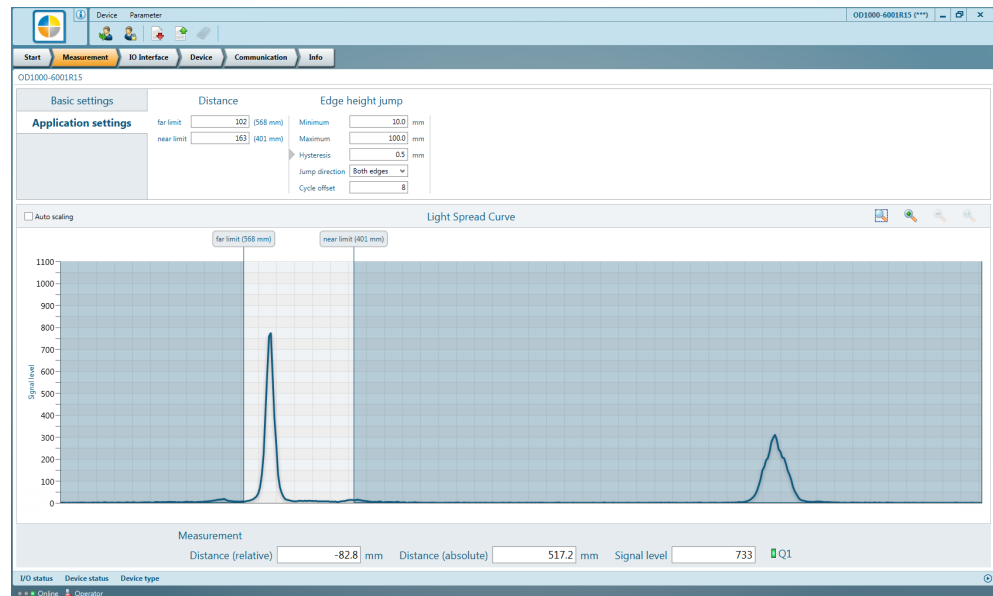 Device Parameter OD1000-6001R15 (***)
Start Measurement IO Interface Device Communication Info
OD1000-6001R15
Basic settings Distance Edge height jump
Application settings far limit 102 (568 mm) Minimum 10.0 mm
near limit 163 (401 mm) Maximum 100.0 mm
Hysteresis 0.5 mm
Jump direction Both edges
Cycle offset 8
Auto scaling Light Spread Curve
far limit (568 mm) near limit (401 mm)
1100
1000
900
800
700
600
500
400
300
200
100
0
Signal level
Measurement
Distance (relative) -82.8 mm Distance (absolute) 517.2 mm Signal level 733 Q1
I/O status Device status Device type
Online Operator